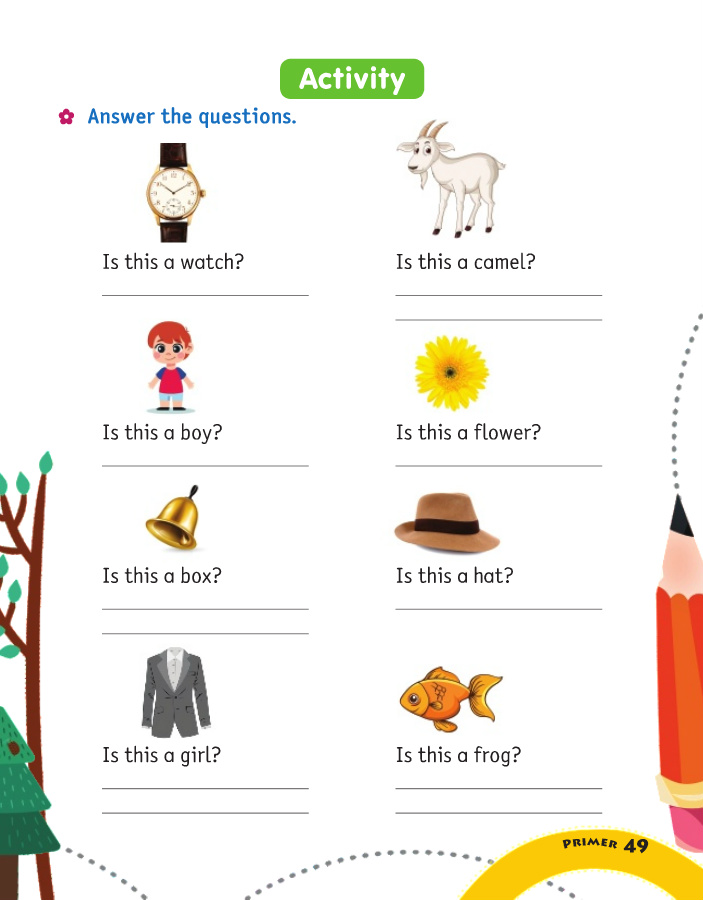 Activity
Answer the questions.
Is this a watch?
Is this a camel?
Is this a boy?
Is this a flower?
Is this a box?
Is this a hat?
Is this a girl?
Is this a frog?
PRIMER 49